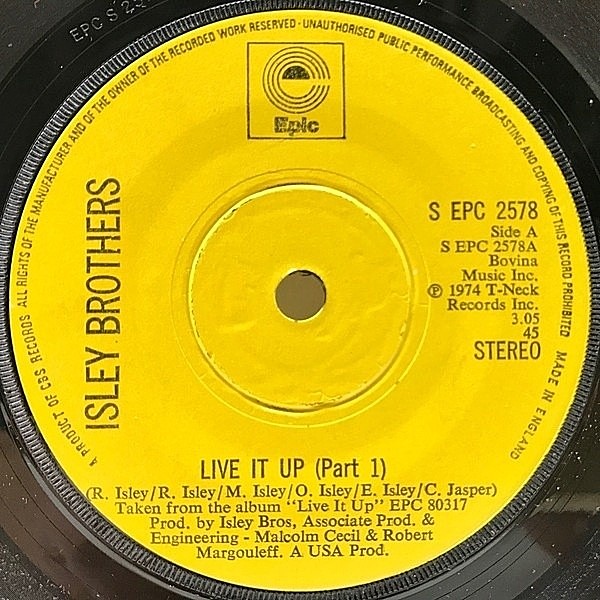 EPC S
& A PRODUCT OF CBS RECORDS ALL RIGHTS OF THE MANUFACTURER AND OF THE OWNER OF THE RECORDED WORK RESERVED - UNAUTHORISED PUBLIC PERFORMANCE BROADCASTING AND COPYING OF THIS RECORD PROHIBITED MADE IN ENGLAND
Epic
ISLEY BROTHERS
S EPC 2578
Side A
S EPC 2578A
Bovina
Music Inc.
℗ 1974 T-Neck
Records Inc.
3.05
45
STEREO
LIVE IT UP (Part 1)
(R. Isley/R. Isley/M. Isley/O. Isley/E. Isley/C. Jasper)
Taken from the album "Live It Up" EPC 80317
Prod. by Isley Bros, Associate Prod. &
Engineering - Malcolm Cecil & Robert
Margouleff. A USA Prod.